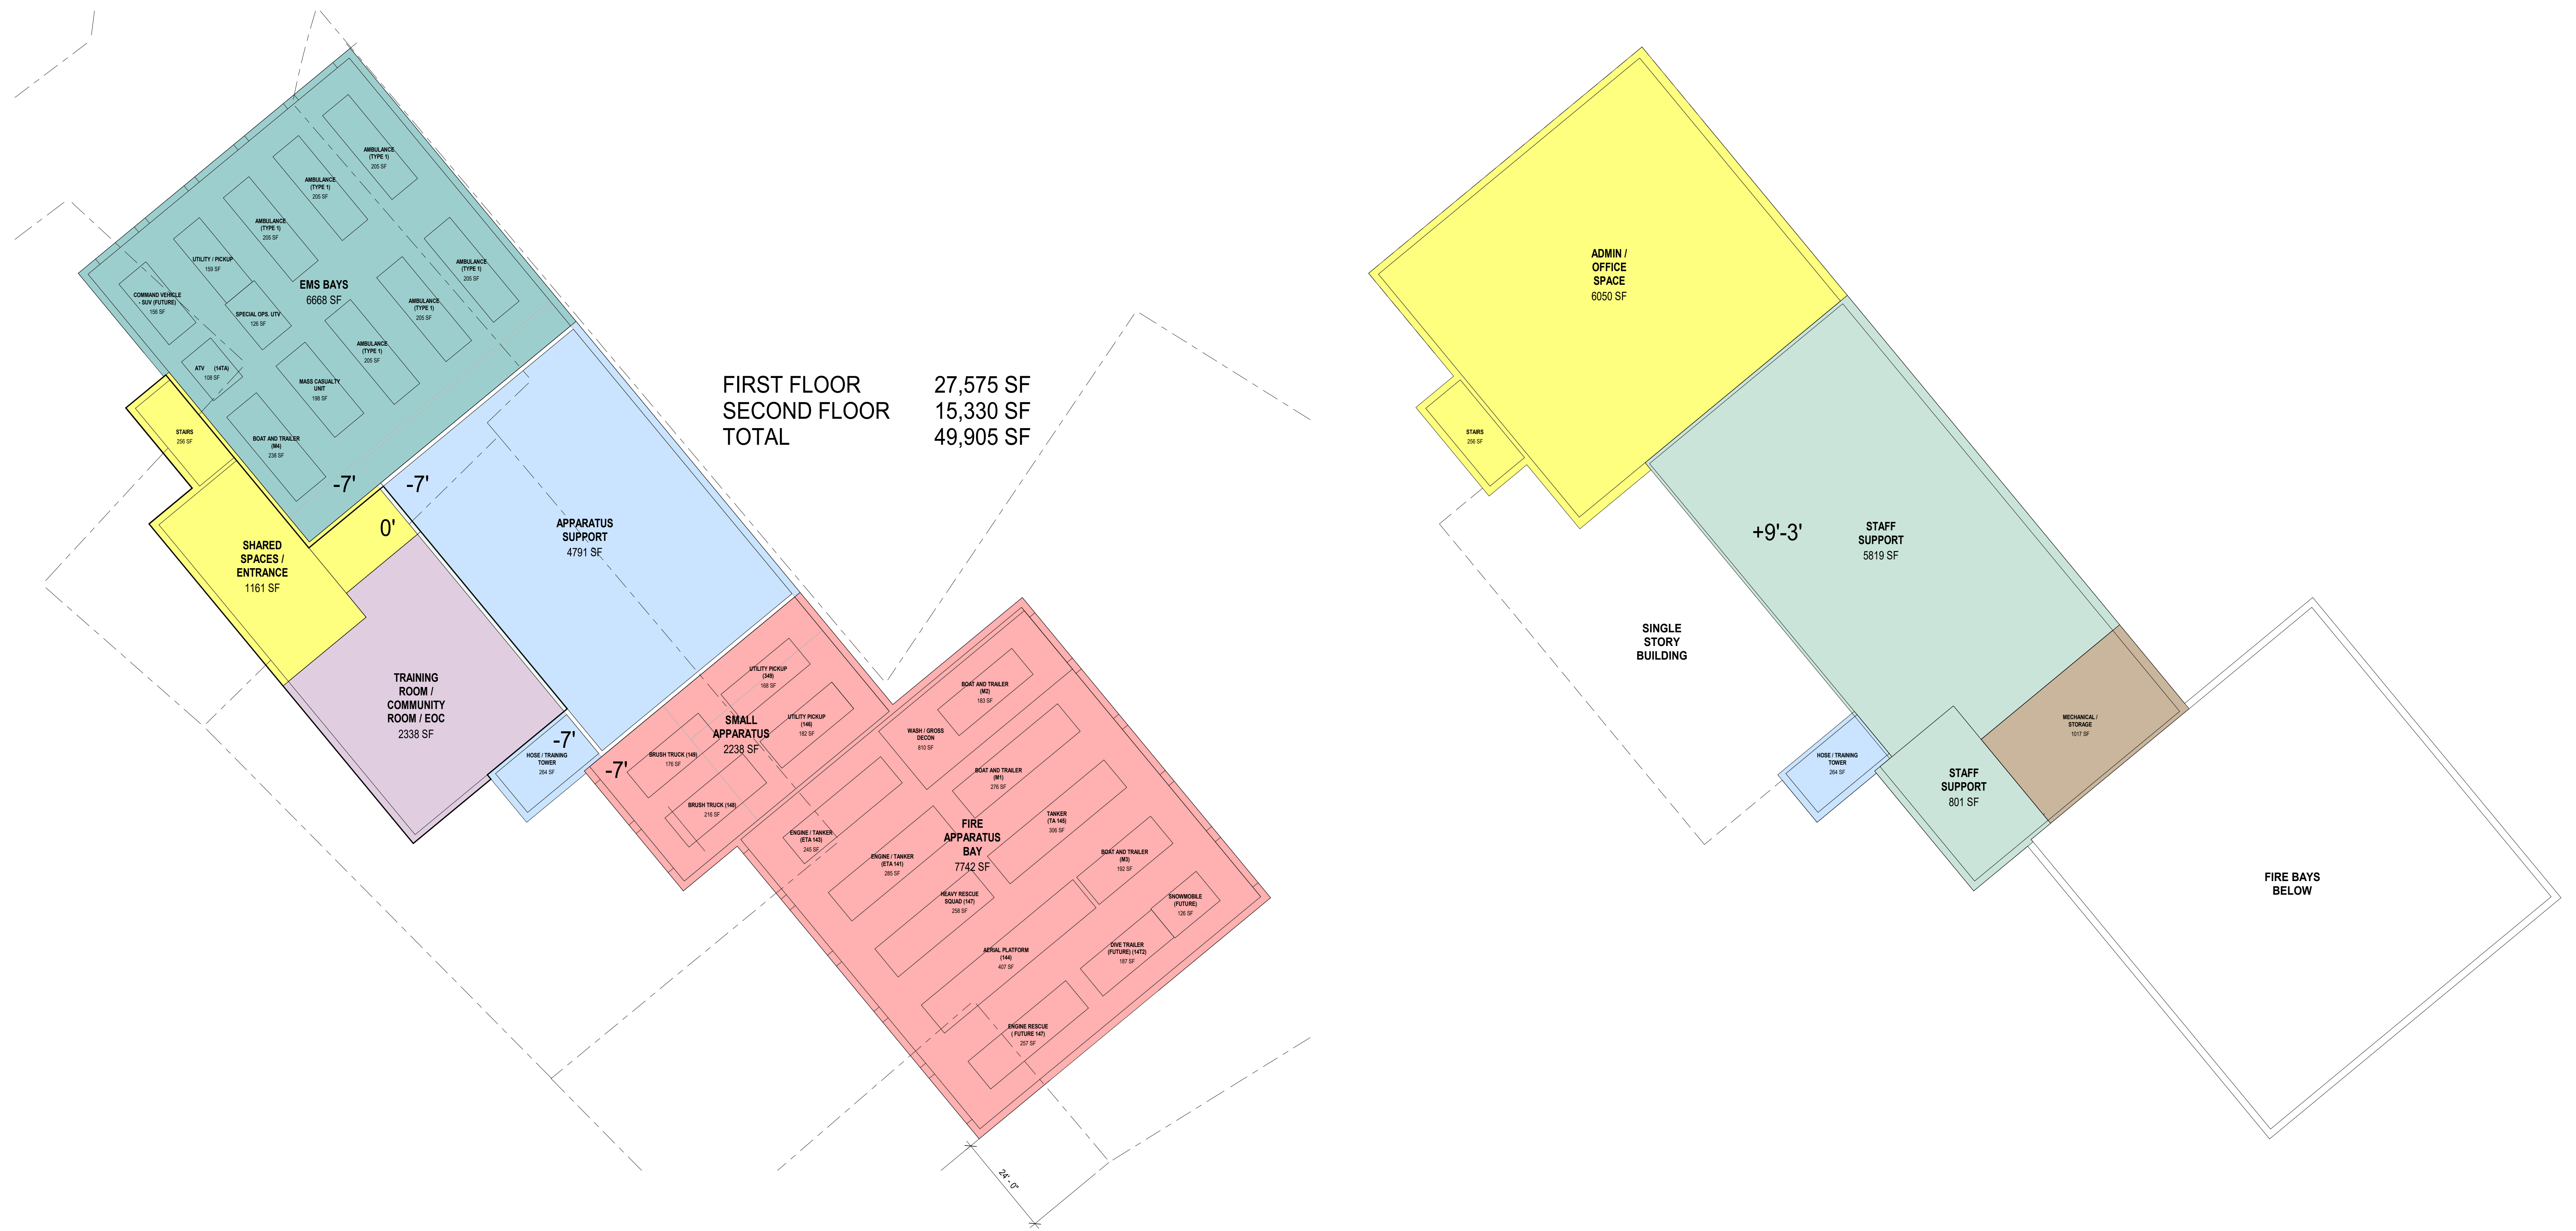 AMBULANCE
(TYPE 1)
205 SF
AMBULANCE
(TYPE 1)
205 SF
AMBULANCE
(TYPE 1)
205 SF
UTILITY / PICKUP
159 SF
COMMAND VEHICLE
- SUV (FUTURE)
156 SF
EMS BAYS
6668 SF
SPECIAL OPS. UTV
126 SF
AMBULANCE
(TYPE 1)
205 SF
AMBULANCE
(TYPE 1)
205 SF
AMBULANCE
(TYPE 1)
205 SF
ATV (14TA)
108 SF
MASS CASUALTY
UNIT
198 SF
BOAT AND TRAILER
(M4)
238 SF
STAIRS
256 SF
-7'
-7'
0'
SHARED
SPACES /
ENTRANCE
1161 SF
APPARATUS
SUPPORT
4791 SF
TRAINING
ROOM /
COMMUNITY
ROOM / EOC
2338 SF
-7'
HOSE / TRAINING
TOWER
264 SF
-7'
UTILITY PICKUP
(349)
168 SF
SMALL
APPARATUS
2238 SF
UTILITY PICKUP
(146)
182 SF
BRUSH TRUCK (149)
176 SF
BRUSH TRUCK (148)
216 SF
BOAT AND TRAILER
(M2)
183 SF
WASH / GROSS
DECON
810 SF
BOAT AND TRAILER
(M1)
276 SF
ENGINE / TANKER
(ETA 143)
245 SF
FIRE
APPARATUS
BAY
7742 SF
TANKER
(TA 145)
306 SF
ENGINE / TANKER
(ETA 141)
285 SF
BOAT AND TRAILER
(M3)
192 SF
HEAVY RESCUE
SQUAD (147)
258 SF
SNOWMOBILE
(FUTURE)
126 SF
AERIAL PLATFORM
(144)
407 SF
DIVE TRAILER
(FUTURE) (14T2)
187 SF
ENGINE RESCUE
( FUTURE 147)
257 SF
24' - 0"
FIRST FLOOR 27,575 SF
SECOND FLOOR 15,330 SF
TOTAL 49,905 SF
ADMIN /
OFFICE
SPACE
6050 SF
STAIRS
256 SF
+9'-3'
STAFF
SUPPORT
5819 SF
SINGLE
STORY
BUILDING
MECHANICAL /
STORAGE
1017 SF
HOSE / TRAINING
TOWER
264 SF
STAFF
SUPPORT
801 SF
FIRE BAYS
BELOW